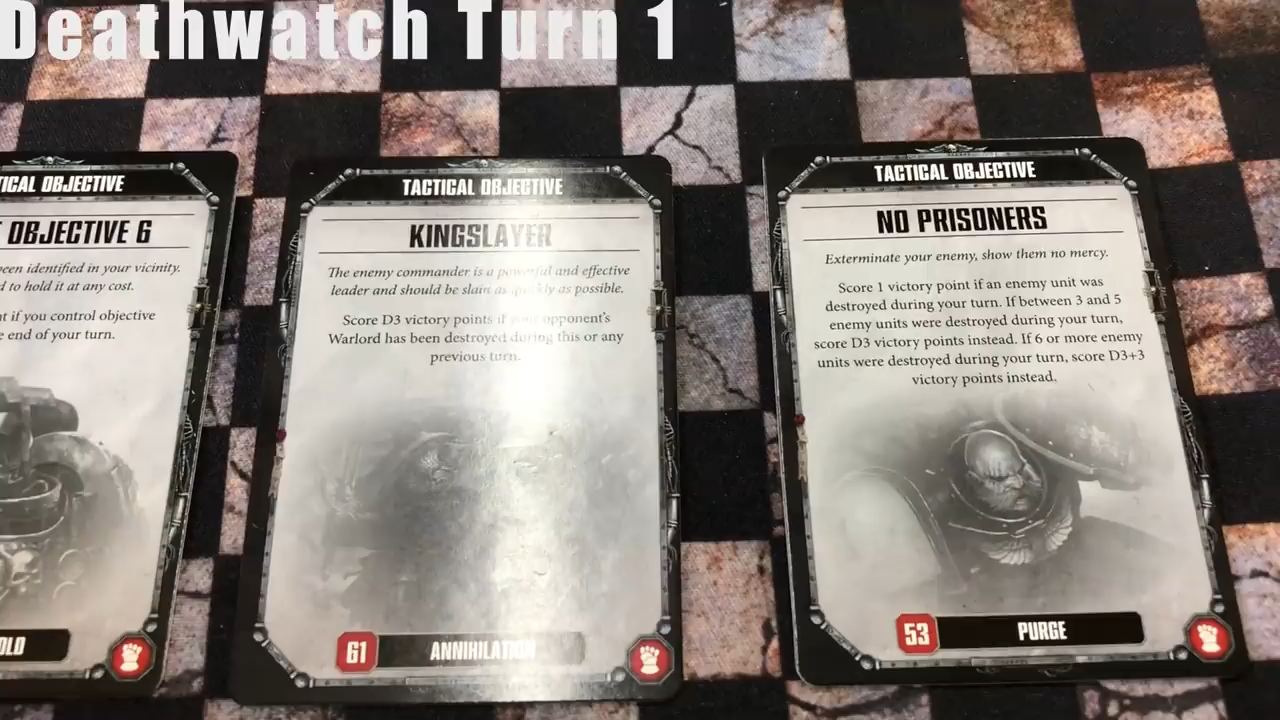 Deathwatch Turn 1
TACTICAL OBJECTIVE
OBJECTIVE 6
been identified in your vicinity.
to hold it at any cost.
if you control objective
end of your turn.
TACTICAL OBJECTIVE
KINGSLAYER
The enemy commander is a powerful and effective
leader and should be slain as quickly as possible.
Score D3 victory points if your opponent's
Warlord has been destroyed during this or any
previous turn.
61
ANNIHILATION
TACTICAL OBJECTIVE
NO PRISONERS
Exterminate your enemy, show them no mercy.
Score 1 victory point if an enemy unit was
destroyed during your turn. If between 3 and 5
enemy units were destroyed during your turn,
score D3 victory points instead. If 6 or more enemy
units were destroyed during your turn, score D3+3
victory points instead.
53
PURGE